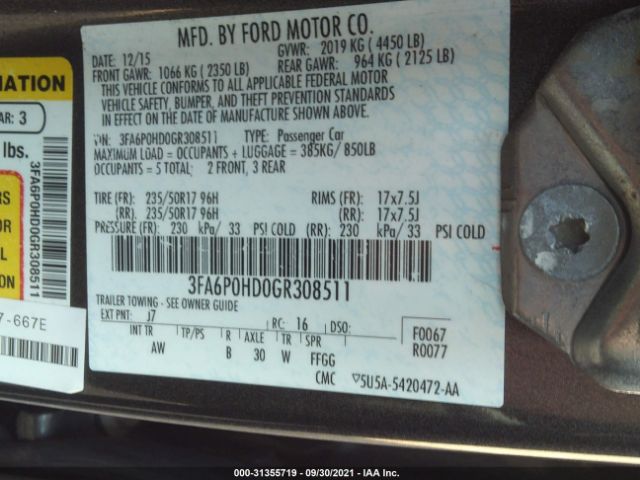 MFD. BY FORD MOTOR CO.
DATE: 12/15 GVWR: 2019 KG (4450 LB)
FRONT GAWR: 1066 KG (2350 LB) REAR GAWR: 964 KG (2125 LB)
THIS VEHICLE CONFORMS TO ALL APPLICABLE FEDERAL MOTOR
VEHICLE SAFETY, BUMPER, AND THEFT PREVENTION STANDARDS
IN EFFECT ON THE DATE OF MANUFACTURE SHOWN ABOVE.
VIN: 3FA6P0HD0GR308511 TYPE: Passenger Car
MAXIMUM LOAD = OCCUPANTS + LUGGAGE = 385KG/ 850LB
OCCUPANTS = 5 TOTAL: 2 FRONT, 3 REAR
TIRE (FR): 235/50R17 96H RIMS (FR): 17x7.5J
(RR): 235/50R17 96H (RR): 17x7.5J
PRESSURE (FR): 230 kPa/ 33 PSI COLD (RR): 230 kPa/ 33 PSI COLD
3FA6P0HD0GR308511
TRAILER TOWING - SEE OWNER GUIDE
EXT PNT: J7 RC: 16 DSO:
INT TR TP/PS R AXLE TR SPR F0067
AW B 30 W FFGG R0077
CMC 5U5A-5420472-AA
MATION
AR: 3
lbs.
3FA6P0HD0GR308511
7-667E
000-31355719 - 09/30/2021 - IAA Inc.